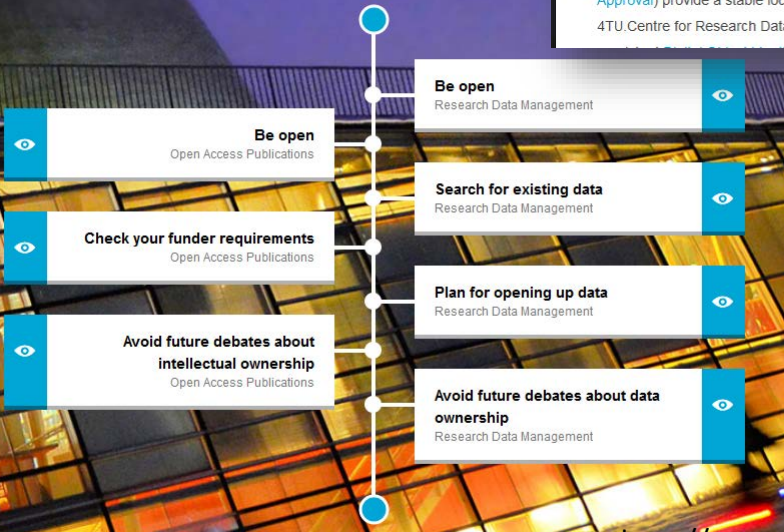 Approval) provide a stable
4TU.Centre for Research
Be open
Research Data Management
Be open
Open Access Publications
Search for existing data
Research Data Management
Check your funder requirements
Open Access Publications
Plan for opening up data
Research Data Management
Avoid future debates about
intellectual ownership
Open Access Publications
Avoid future debates about data
ownership
Research Data Management